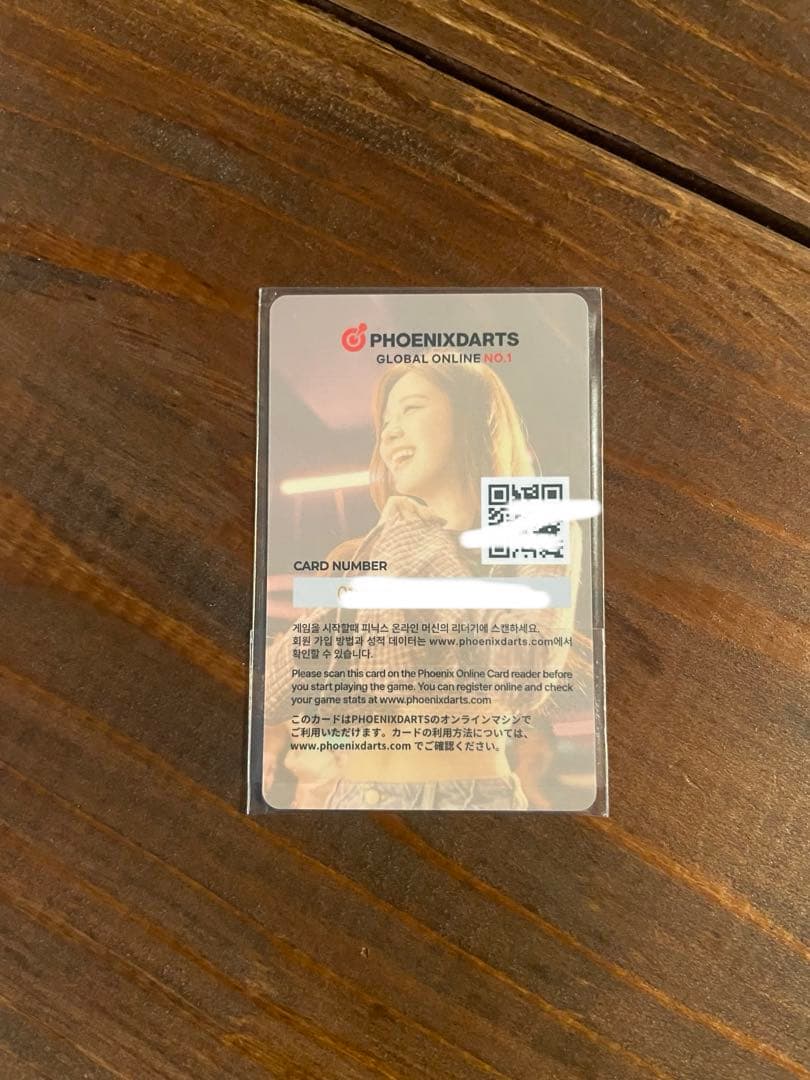 PHOENIXDARTS
GLOBAL ONLINE NO.1
CARD NUMBER
게임을 시작할때 피닉스 온라인 머신의 리더기에 스캔하세요.
회원 가입 방법과 성적 데이터는 www.phoenixdarts.com에서
확인할 수 있습니다.
Please scan this card on the Phoenix Online Card reader before
you start playing the game. You can register online and check
your game stats at www.phoenixdarts.com
このカードはPHOENIXDARTSのオンラインマシンで
ご利用いただけます。カードの利用方法については、
www.phoenixdarts.com でご確認ください。